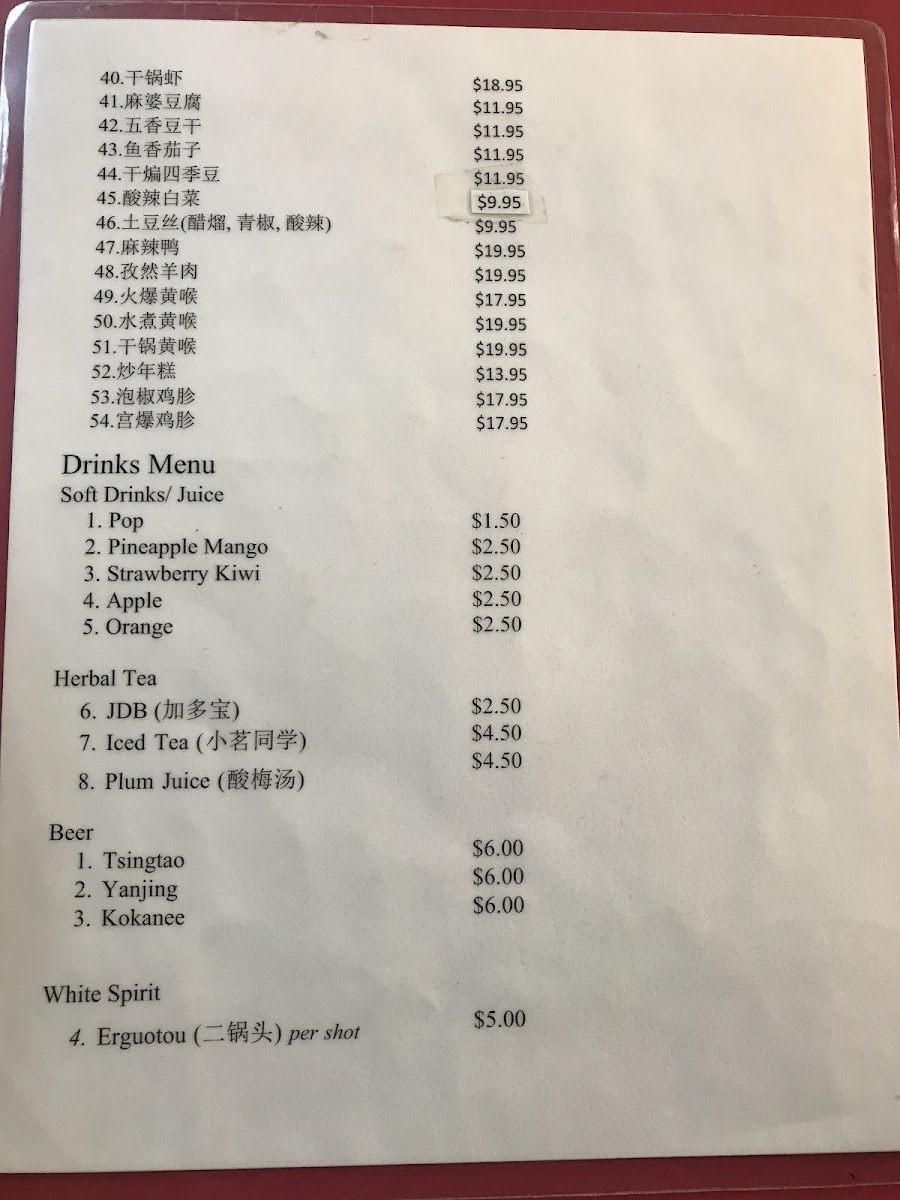 40.干锅虾 $18.95
41.麻婆豆腐 $11.95
42.五香豆干 $11.95
43.鱼香茄子 $11.95
44.干煸四季豆 $11.95
45.酸辣白菜 $9.95
46.土豆丝(醋熘, 青椒, 酸辣) $9.95
47.麻辣鸭 $19.95
48.孜然羊肉 $19.95
49.火爆黄喉 $17.95
50.水煮黄喉 $19.95
51.干锅黄喉 $19.95
52.炒年糕 $13.95
53.泡椒鸡胗 $17.95
54.宫爆鸡胗 $17.95
Drinks Menu
Soft Drinks/ Juice
1. Pop $1.50
2. Pineapple Mango $2.50
3. Strawberry Kiwi $2.50
4. Apple $2.50
5. Orange $2.50
Herbal Tea
6. JDB (加多宝) $2.50
7. Iced Tea (小茗同学) $4.50
8. Plum Juice (酸梅汤) $4.50
Beer
1. Tsingtao $6.00
2. Yanjing $6.00
3. Kokanee $6.00
White Spirit
4. Erguotou (二锅头) per shot $5.00